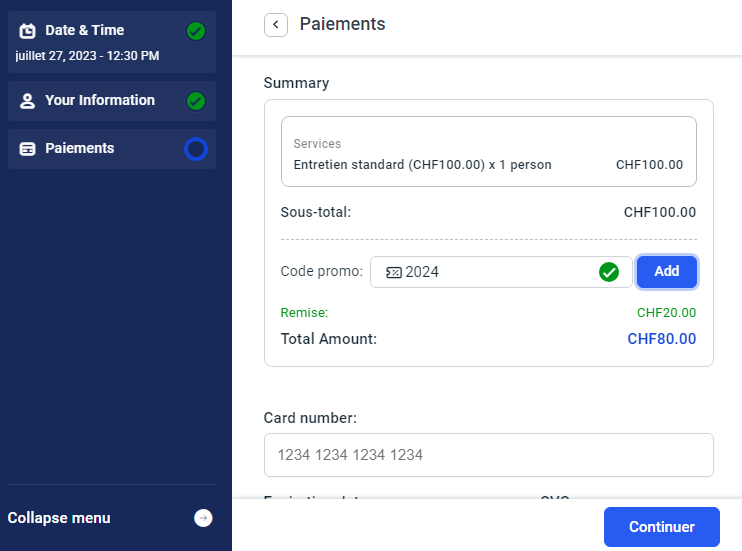 Date & Time
juillet 27, 2023 - 12:30 PM
Your Information
Paiements
Collapse menu
Paiements
Summary
Services
Entretien standard (CHF100.00) x 1 person CHF100.00
Sous-total: CHF100.00
Code promo: 2024 Add
Remise: CHF20.00
Total Amount: CHF80.00
Card number:
1234 1234 1234 1234
Continuer